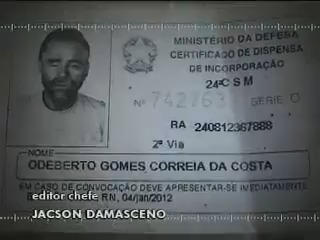 MINISTÉRIO DA DEFESA
CERTIFICADO DE DISPENSA
DE INCORPORAÇÃO
24ª C S M
Nº 742763 SÉRIE
RA 240812367888
2ª Via
NOME
ODEBERTO GOMES CORREIA DA COSTA
EM CASO DE CONVOCAÇÃO DEVE APRESENTAR-SE IMEDIATAMENTE
editor chefe RN, 04/jan/2012
JACSON DAMASCENO